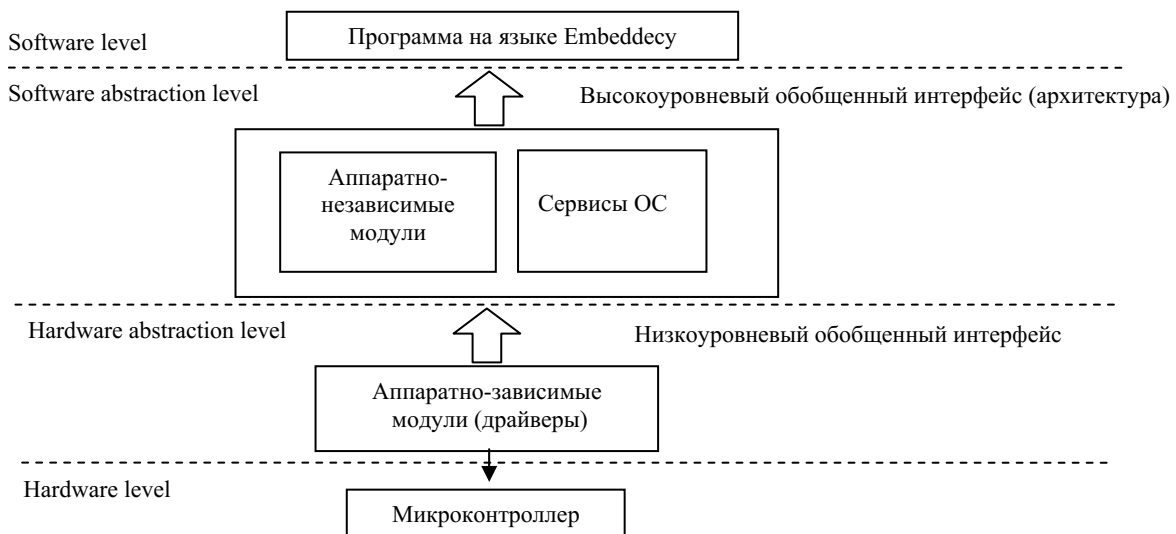 Программа на языке Embeddecy
Software level
Software abstraction level
Высокоуровневый обобщенный интерфейс (архитектура)
Аппаратно-
независимые
модули
Сервисы ОС
Hardware abstraction level
Низкоуровневый обобщенный интерфейс
Аппаратно-зависимые
модули (драйверы)
Hardware level
Микроконтроллер